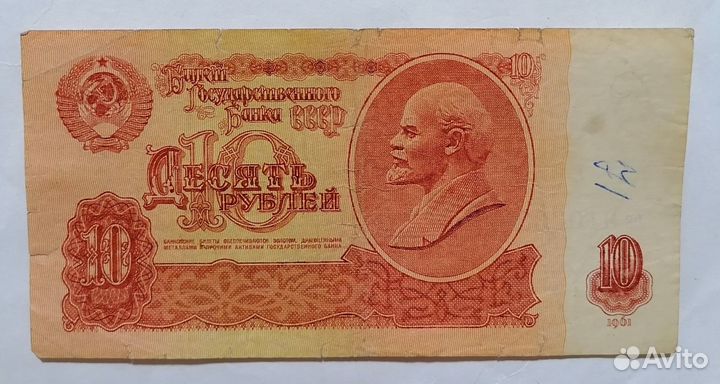 Билет
Государственного
Банка СССР
10
10
Десять
рублей
Банковские билеты обеспечиваются золотом, драгоценными
металлами и прочими активами Государственного банка
10
10
1961
Avito